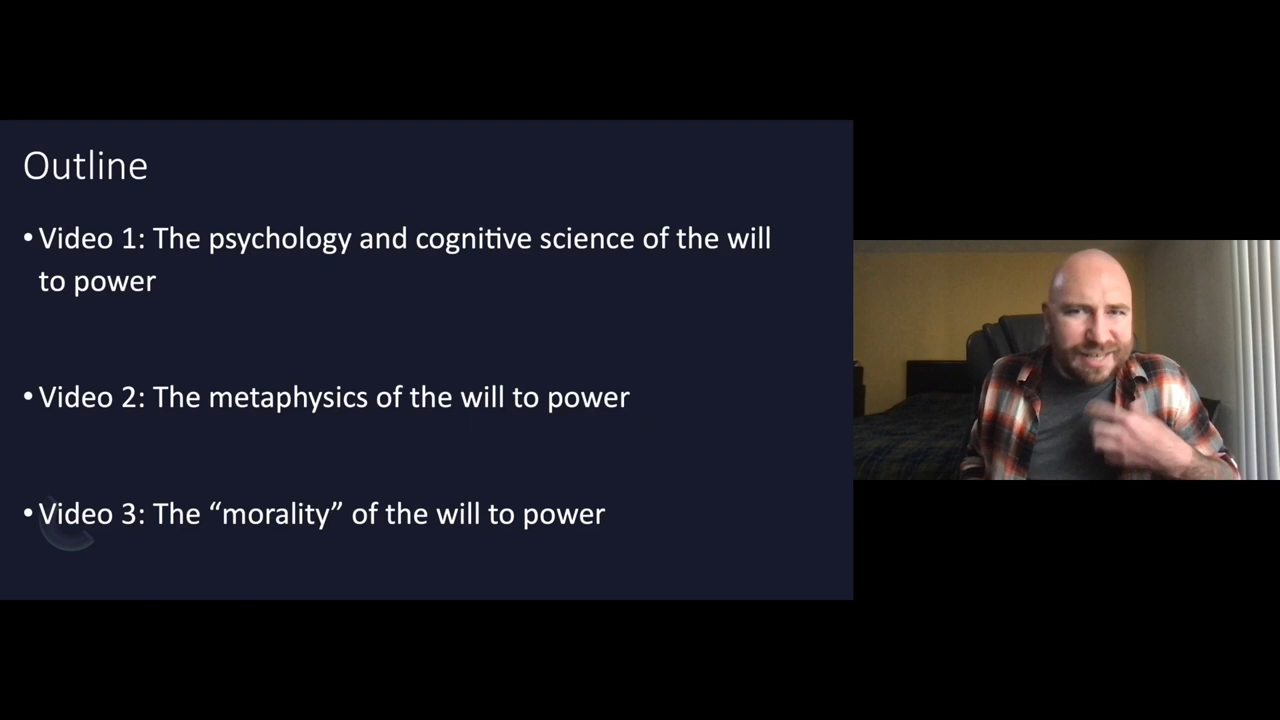 Outline
• Video 1: The psychology and cognitive science of the will
to power
• Video 2: The metaphysics of the will to power
• Video 3: The “morality” of the will to power